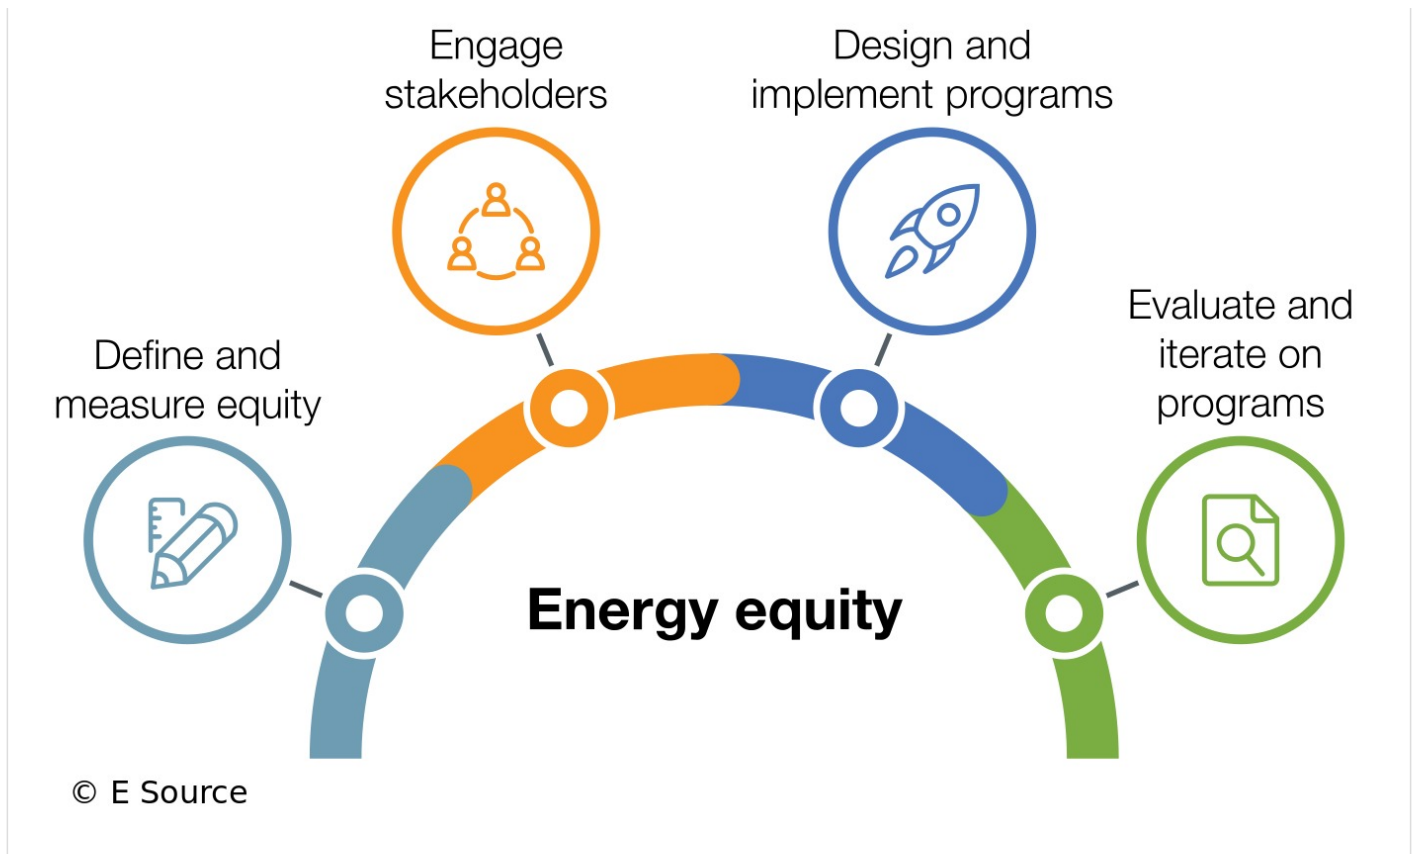 Engage
stakeholders
Design and
implement programs
Define and
measure equity
Evaluate and
iterate on
programs
Energy equity
© E Source